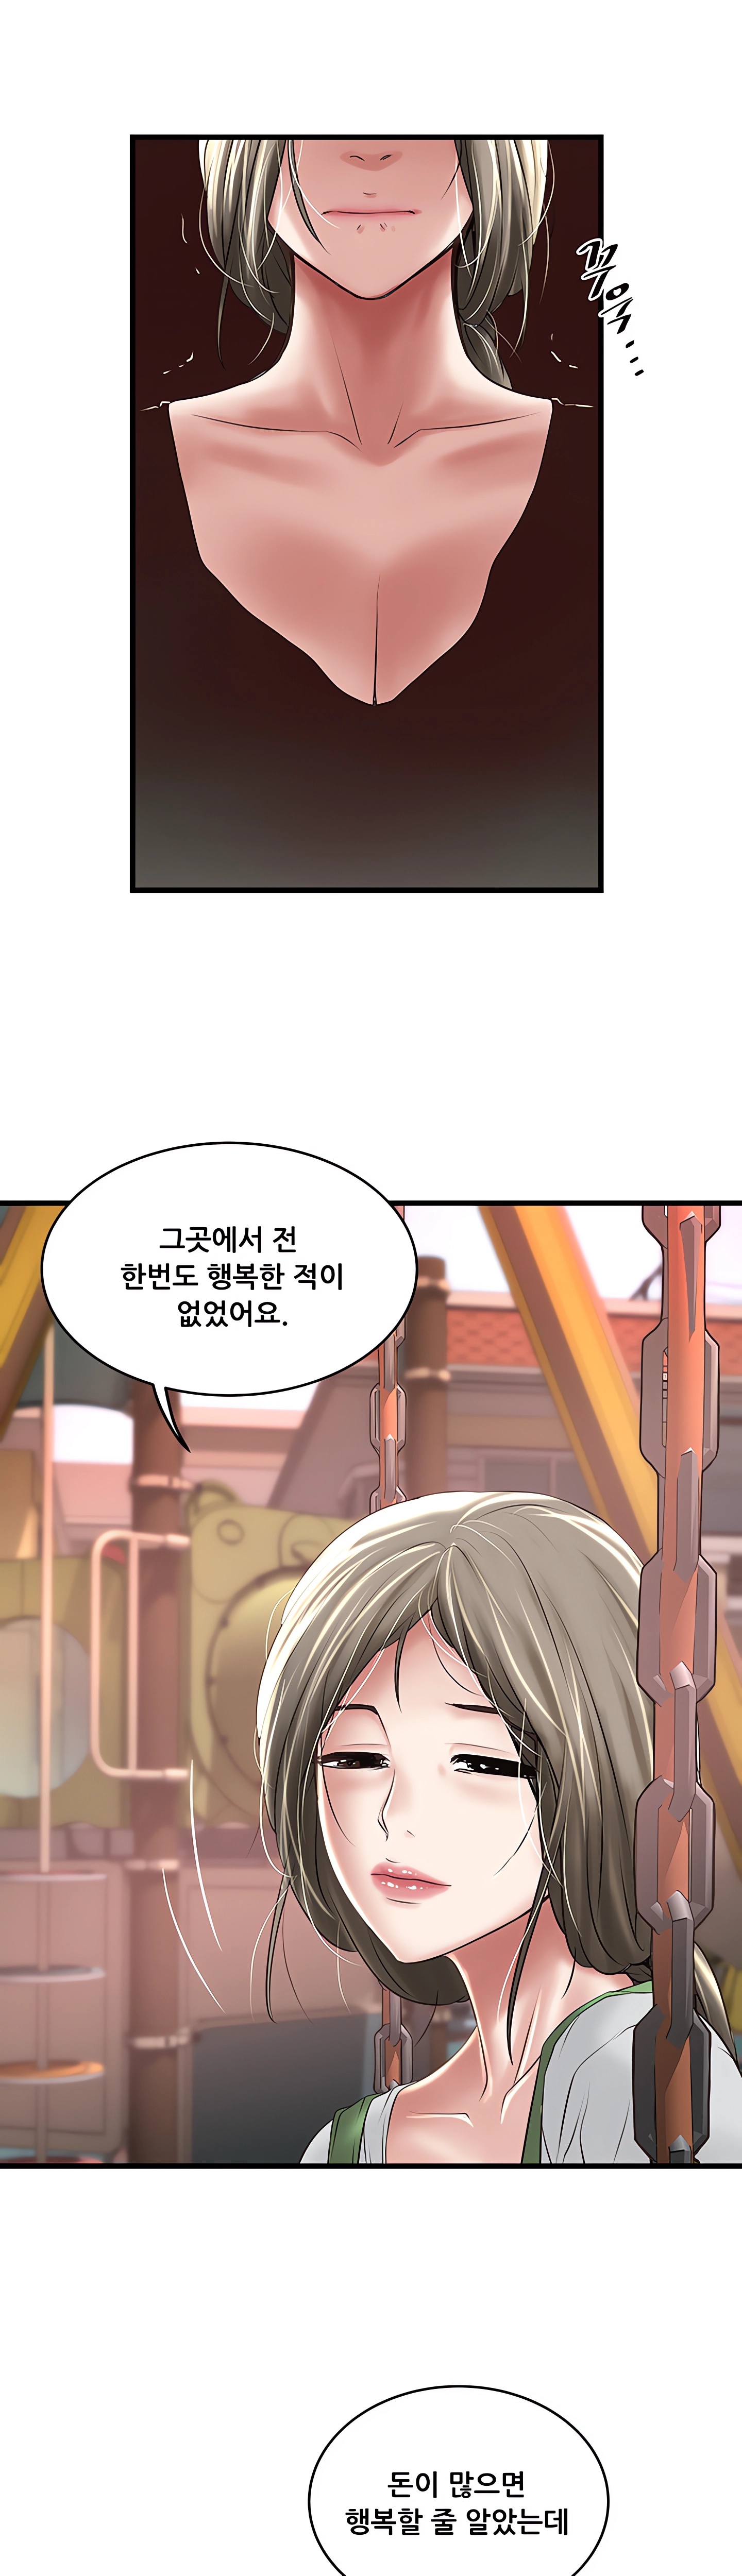 꾸욱...
그곳에서 전
한번도 행복한 적이
없었어요.
돈이 많으면
행복할 줄 알았는데